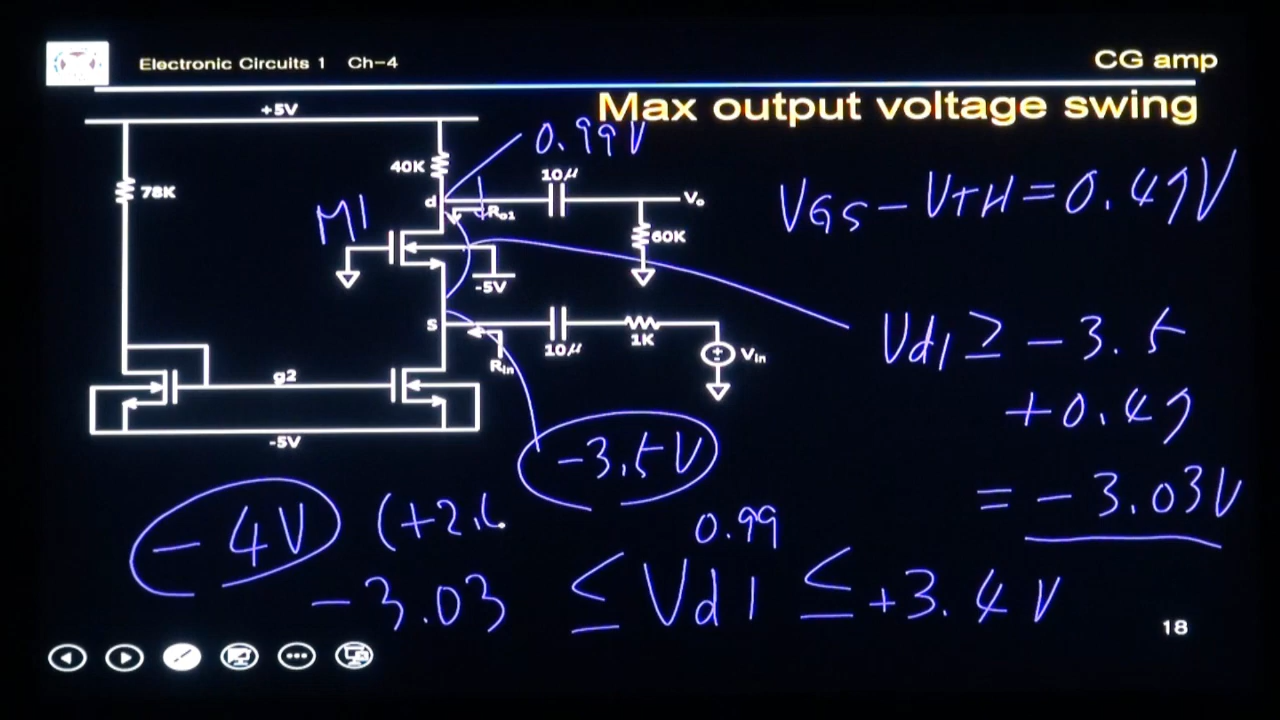 Electronic Circuits 1 Ch-4
CG amp
Max output voltage swing
+5V
0.99V
40K
10μ
78K
d
Vo
Ro1
M1
60K
-5V
VGS - VTH = 0.47V
S
10μ
1K
Rin
Vin
Vd1 ≥ -3.5
+0.47
= -3.03V
g2
-5V
-3.5V
-4V
0.99
-3.03 ≤ Vd1 ≤ +3.4V
18